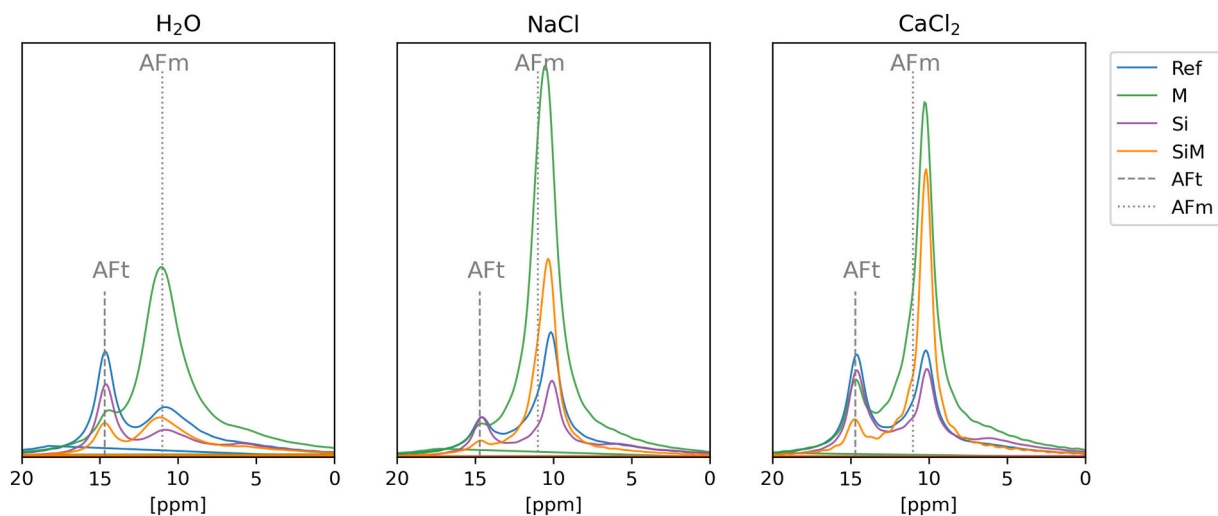 H₂O
NaCl
CaCl₂
AFm
AFm
AFm
AFt
AFt
AFt
Ref
M
Si
SiM
AFt
AFm
20 15 10 5 0
20 15 10 5 0
20 15 10 5 0
[ppm]
[ppm]
[ppm]